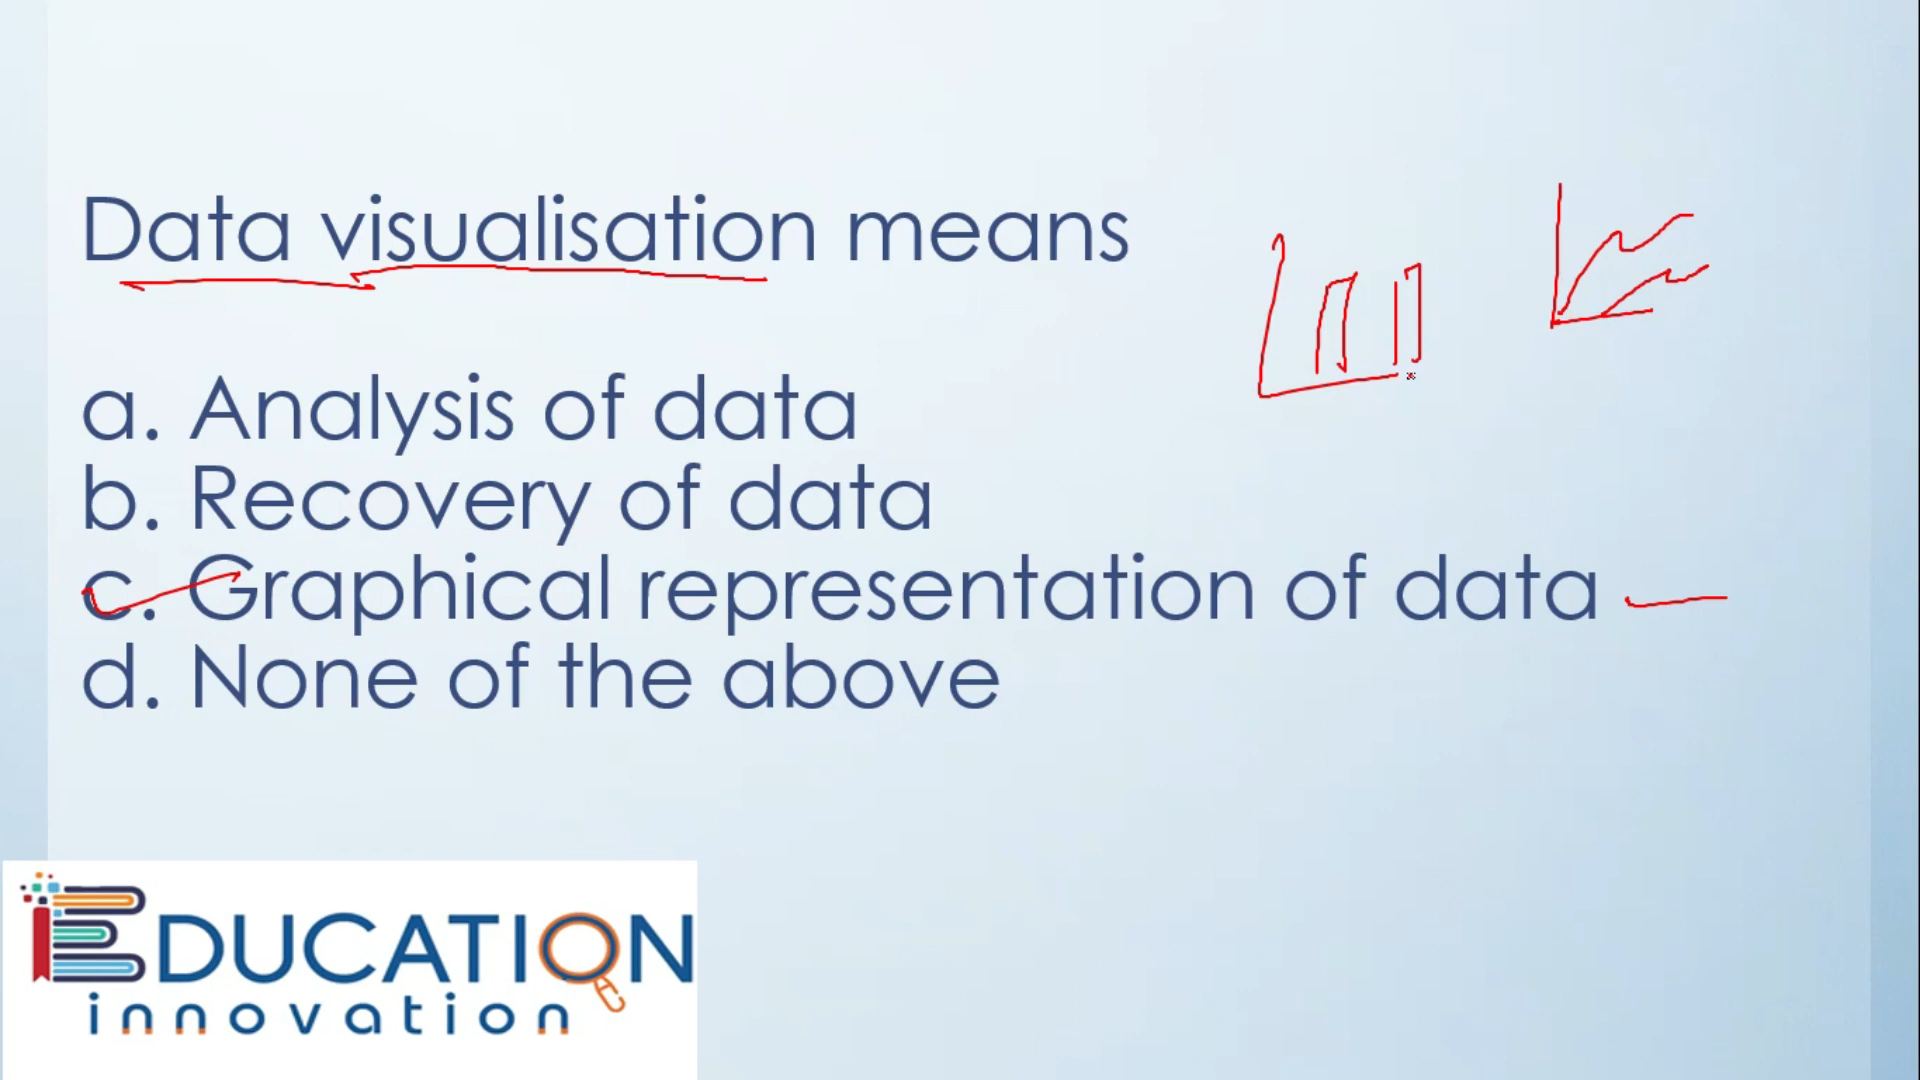 Data visualisation means
a. Analysis of data
b. Recovery of data
c. Graphical representation of data
d. None of the above
EDUCATION
innovation